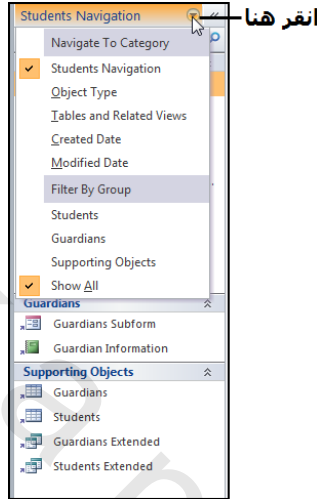 Students Navigation
انقر هنا
Navigate To Category
Students Navigation
Object Type
Tables and Related Views
Created Date
Modified Date
Filter By Group
Students
Guardians
Supporting Objects
Show All
Guardians
Guardians Subform
Guardian Information
Supporting Objects
Guardians
Students
Guardians Extended
Students Extended